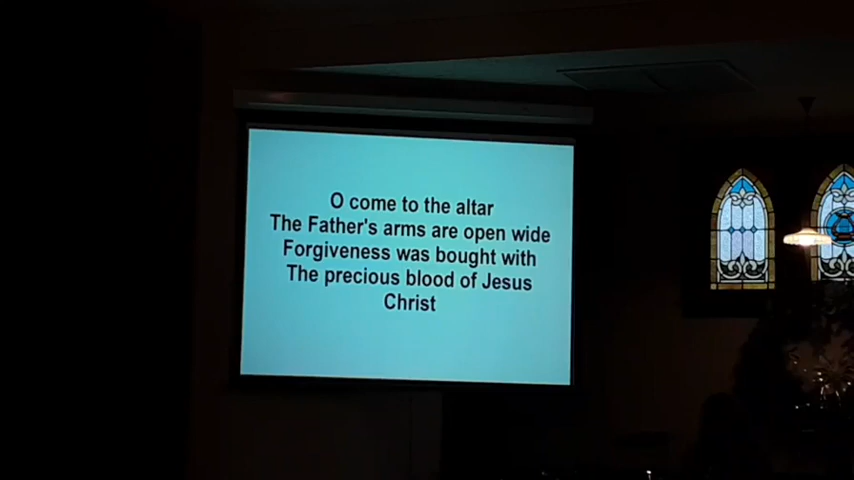 O come to the altar
The Father's arms are open wide
Forgiveness was bought with
The precious blood of Jesus
Christ